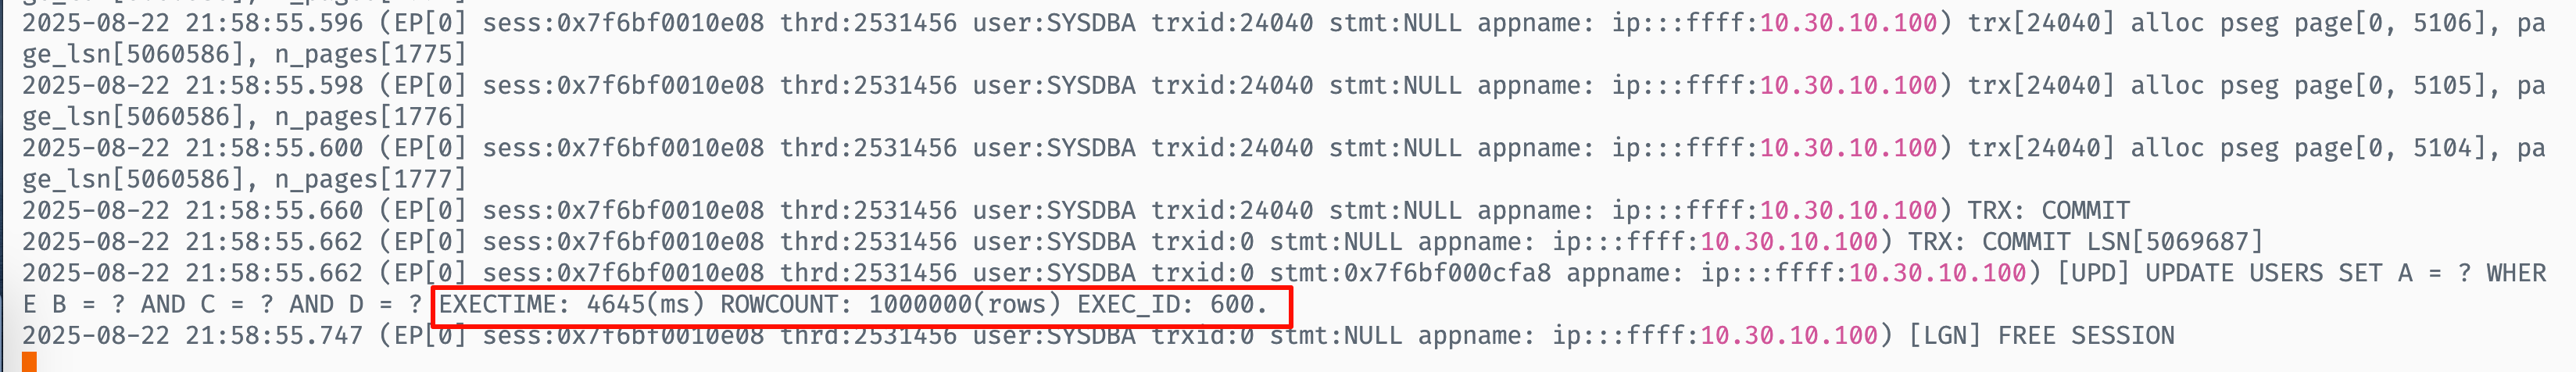 2025-08-22 21:58:55.596 (EP[0] sess:0x7f6bf0010e08 thrd:2531456 user:SYSDBA trxid:24040 stmt:NULL appname: ip:::ffff:10.30.10.100) trx[24040] alloc pseg page[0, 5106], pa
ge_lsn[5060586], n_pages[1775]
2025-08-22 21:58:55.598 (EP[0] sess:0x7f6bf0010e08 thrd:2531456 user:SYSDBA trxid:24040 stmt:NULL appname: ip:::ffff:10.30.10.100) trx[24040] alloc pseg page[0, 5105], pa
ge_lsn[5060586], n_pages[1776]
2025-08-22 21:58:55.600 (EP[0] sess:0x7f6bf0010e08 thrd:2531456 user:SYSDBA trxid:24040 stmt:NULL appname: ip:::ffff:10.30.10.100) trx[24040] alloc pseg page[0, 5104], pa
ge_lsn[5060586], n_pages[1777]
2025-08-22 21:58:55.660 (EP[0] sess:0x7f6bf0010e08 thrd:2531456 user:SYSDBA trxid:24040 stmt:NULL appname: ip:::ffff:10.30.10.100) TRX: COMMIT
2025-08-22 21:58:55.662 (EP[0] sess:0x7f6bf0010e08 thrd:2531456 user:SYSDBA trxid:0 stmt:NULL appname: ip:::ffff:10.30.10.100) TRX: COMMIT LSN[5069687]
2025-08-22 21:58:55.662 (EP[0] sess:0x7f6bf0010e08 thrd:2531456 user:SYSDBA trxid:0 stmt:0x7f6bf000cfa8 appname: ip:::ffff:10.30.10.100) [UPD] UPDATE USERS SET A = ? WHER
E B = ? AND C = ? AND D = ? EXECTIME: 4645(ms) ROWCOUNT: 1000000(rows) EXEC_ID: 600.
2025-08-22 21:58:55.747 (EP[0] sess:0x7f6bf0010e08 thrd:2531456 user:SYSDBA trxid:0 stmt:NULL appname: ip:::ffff:10.30.10.100) [LGN] FREE SESSION